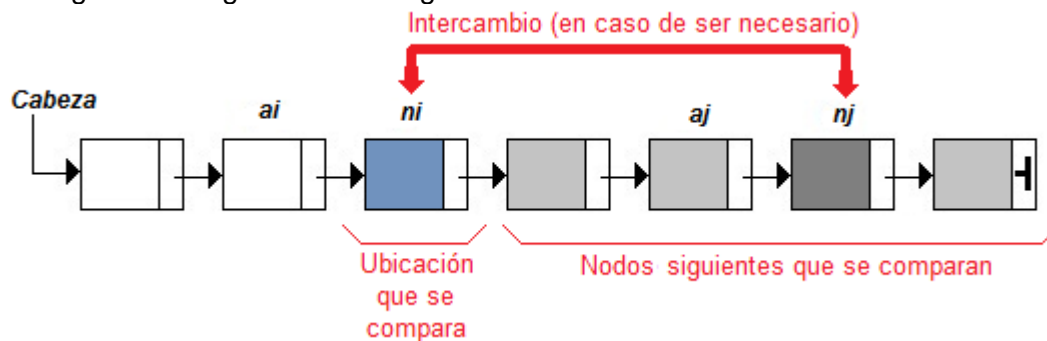 Intercambio (en caso de ser necesario)
Cabeza
ai
ni
aj
nj
Ubicación
que se
compara
Nodos siguientes que se comparan